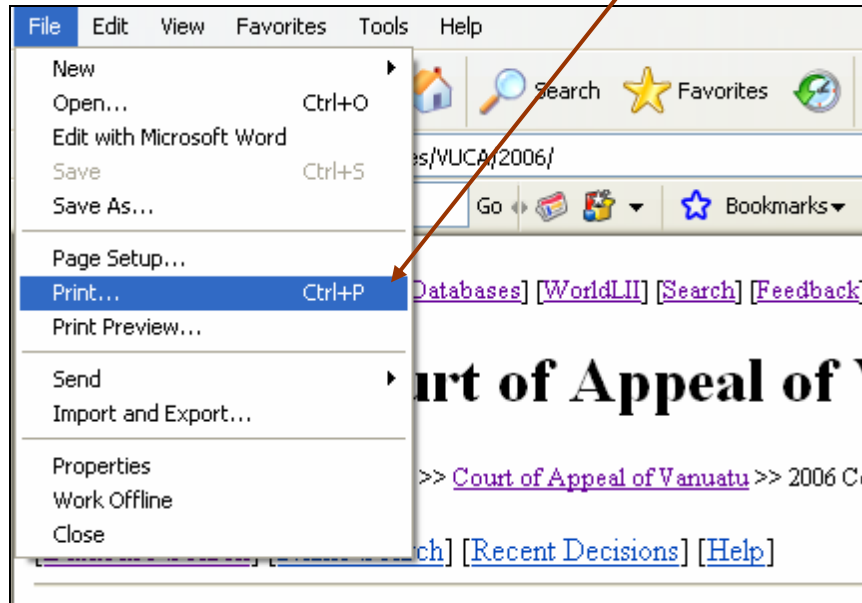 File Edit View Favorites Tools Help
New
Open... Ctrl+O
Edit with Microsoft Word
Save Ctrl+S
Save As...
Page Setup...
Print... Ctrl+P
Print Preview...
Send
Import and Export...
Properties
Work Offline
Close
Search Favorites
es/VUCA/2006/
Go Bookmarks
Databases] [WorldLII] [Search] [Feedback]
urt of Appeal of
>> Court of Appeal of Vanuatu >> 2006 C
ch] [Recent Decisions] [Help]